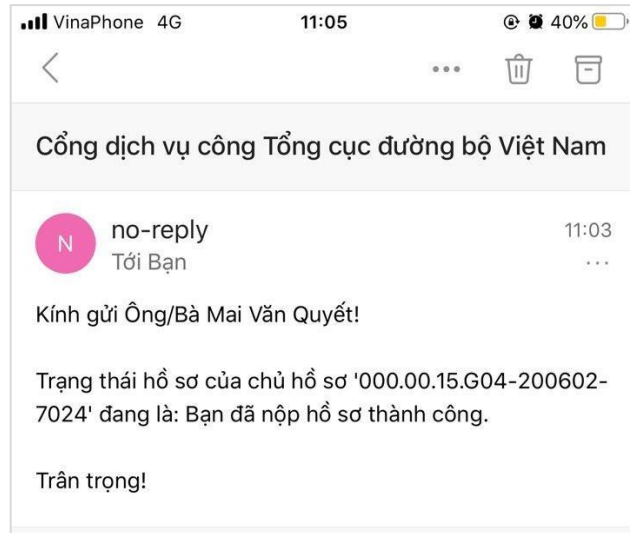 VinaPhone 4G 11:05 40%
Cổng dịch vụ công Tổng cục đường bộ Việt Nam
N no-reply 11:03
Tới Bạn ...
Kính gửi Ông/Bà Mai Văn Quyết!
Trạng thái hồ sơ của chủ hồ sơ '000.00.15.G04-200602-
7024' đang là: Bạn đã nộp hồ sơ thành công.
Trân trọng!